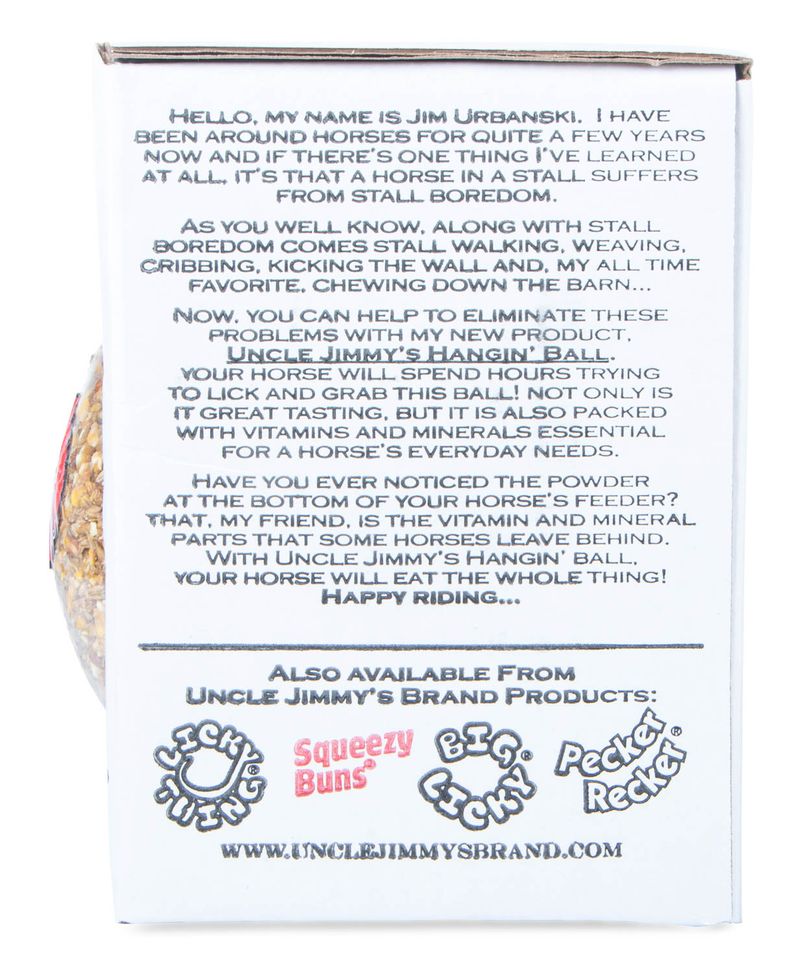 Hello, my name is Jim Urbanski. I have
been around horses for quite a few years
now and if there's one thing I've learned
at all, it's that a horse in a stall suffers
from stall boredom.
As you well know, along with stall
boredom comes stall walking, weaving,
cribbing, kicking the wall and, my all time
favorite, chewing down the barn...
Now, you can help to eliminate these
problems with my new product,
Uncle Jimmy's Hangin' Ball.
your horse will spend hours trying
to lick and grab this ball! not only is
it great tasting, but it is also packed
with vitamins and minerals essential
for a horse's everyday needs.
Have you ever noticed the powder
at the bottom of your horse's feeder?
that, my friend, is the vitamin and mineral
parts that some horses leave behind.
With Uncle Jimmy's Hangin' ball,
your horse will eat the whole thing!
Happy riding...
Also available From
Uncle Jimmy's Brand Products:
LICKY THING®
Squeezy
Buns®
BIG LICKY®
Pecker
Recker®
www.unclejimmysbrand.com